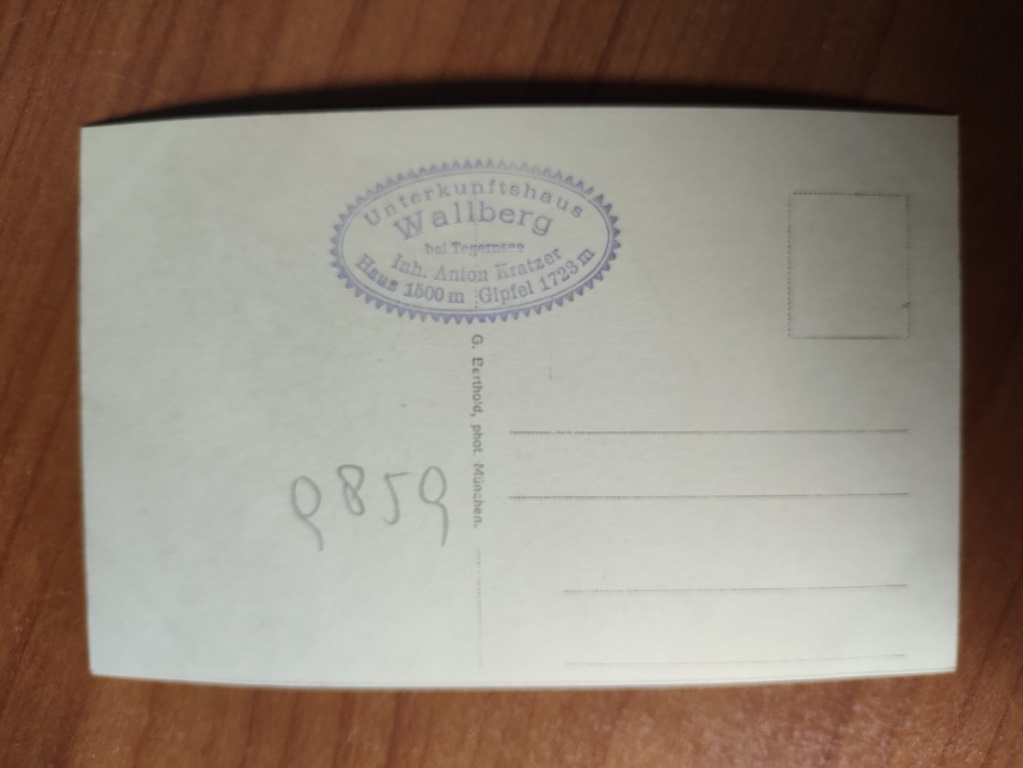 Unterkunftshaus
Wallberg
bei Tegernsee
Inh. Anton Kratzer
Haus 1500 m Gipfel 1723 m
G. Berthold, phot. München.
9859